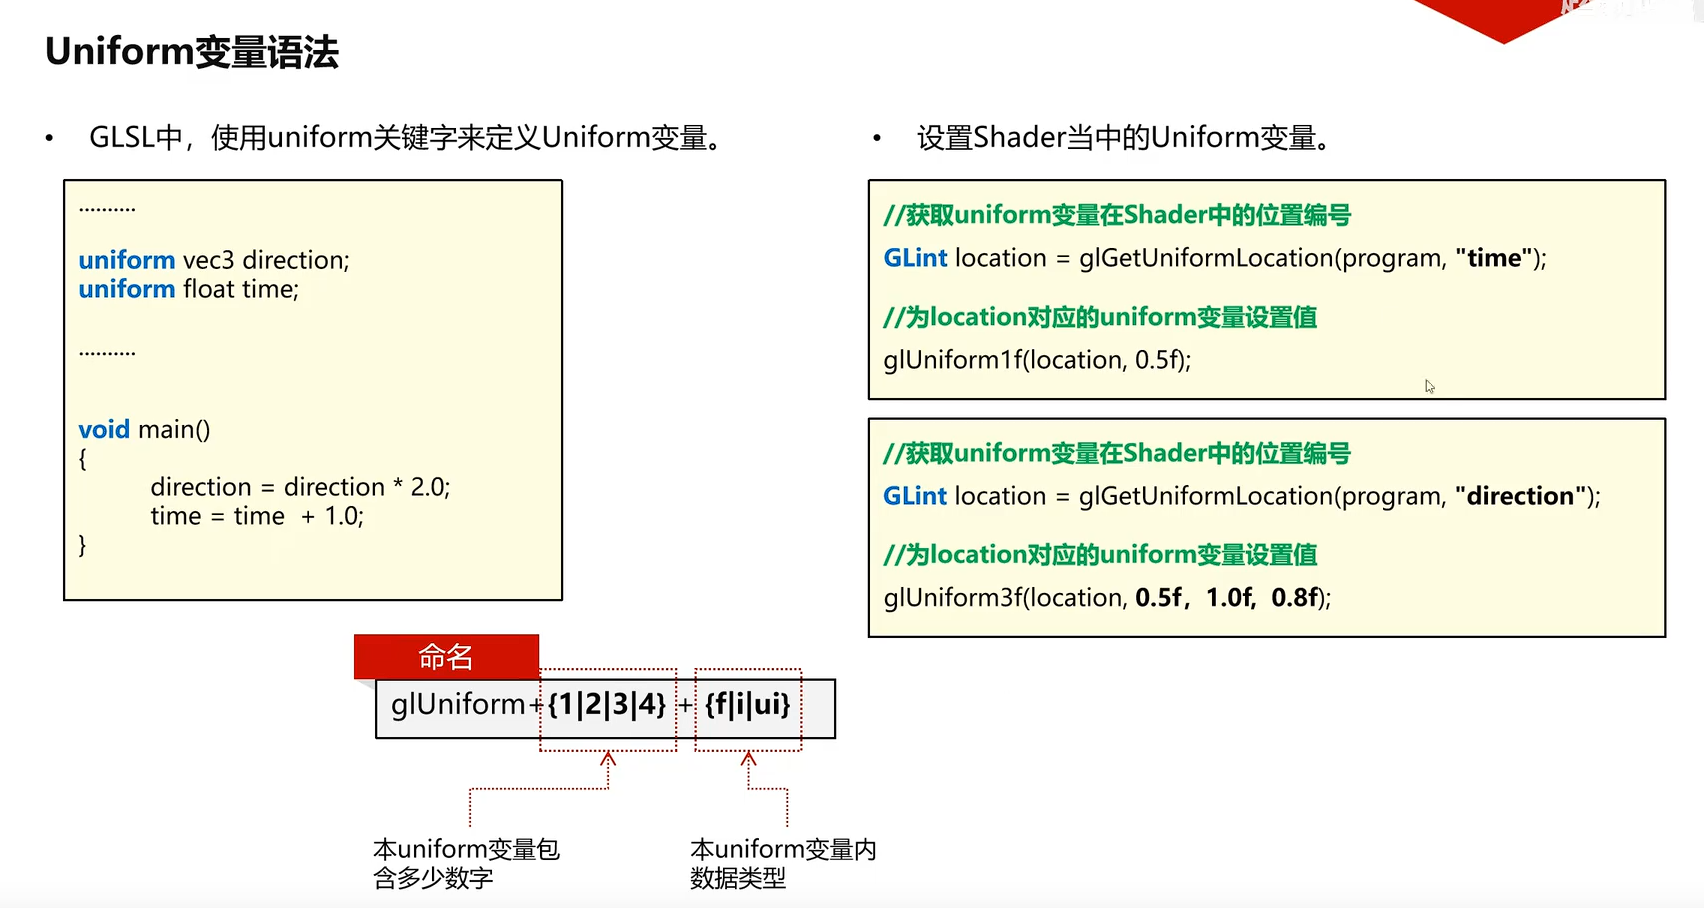 Uniform变量语法
• GLSL中，使用uniform关键字来定义Uniform变量。
..........
uniform vec3 direction;
uniform float time;
..........
void main()
{
direction = direction * 2.0;
time = time + 1.0;
}
• 设置Shader当中的Uniform变量。
//获取uniform变量在Shader中的位置编号
GLint location = glGetUniformLocation(program, "time");
//为location对应的uniform变量设置值
glUniform1f(location, 0.5f);
//获取uniform变量在Shader中的位置编号
GLint location = glGetUniformLocation(program, "direction");
//为location对应的uniform变量设置值
glUniform3f(location, 0.5f，1.0f, 0.8f);
命名
glUniform+{1|2|3|4} + {f|i|ui}
本uniform变量包
含多少数字
本uniform变量内
数据类型